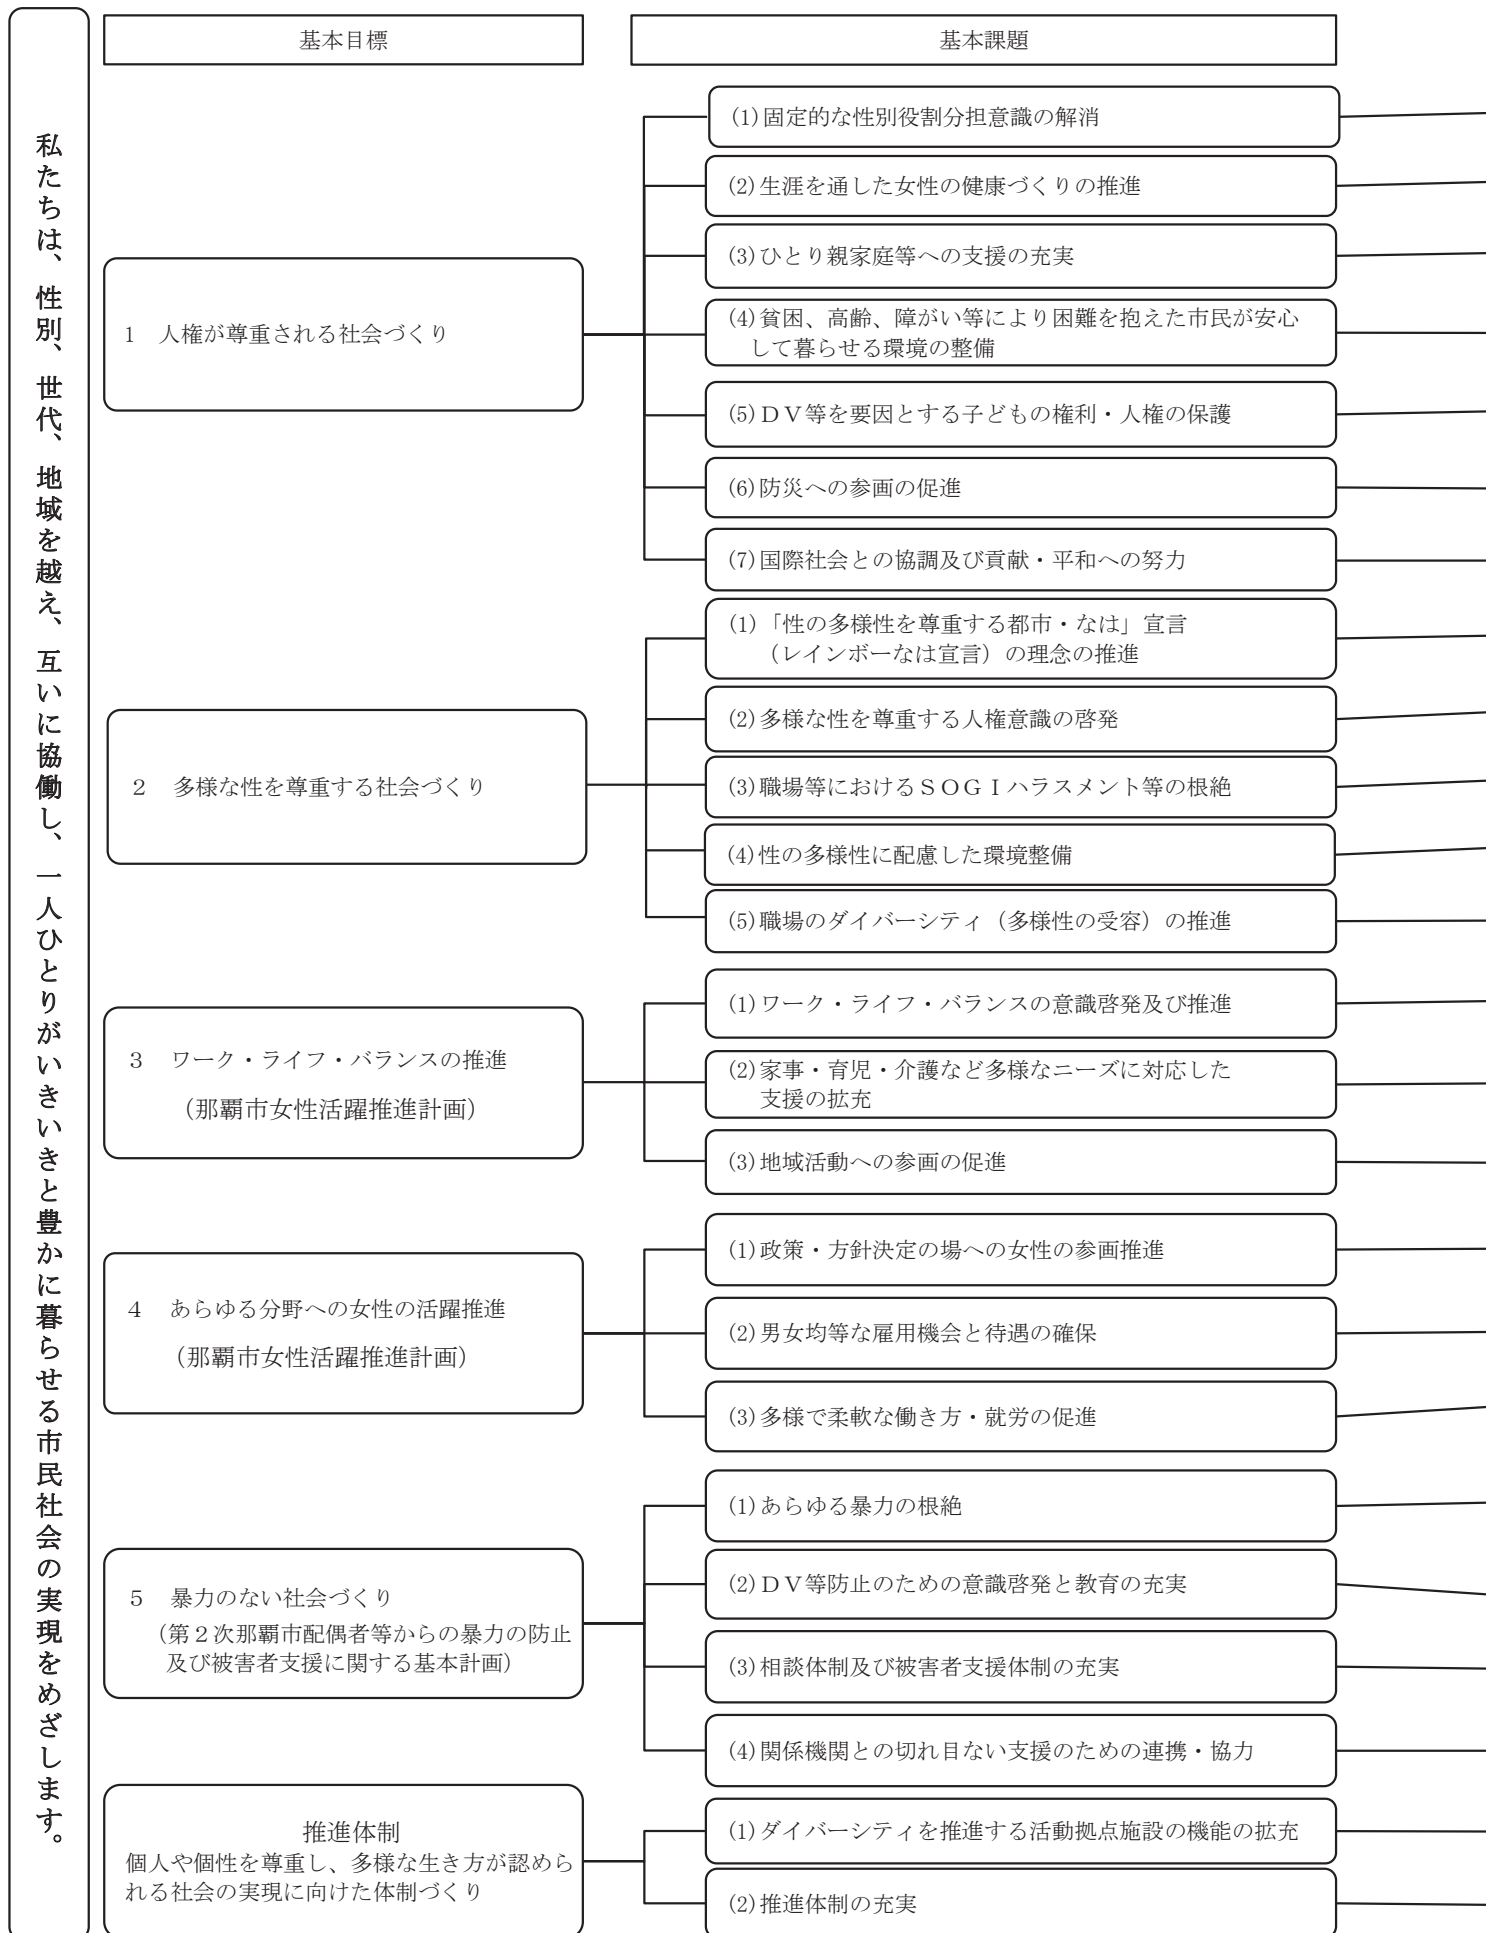 私たちは、性別、世代、地域を越え、互いに協働し、一人ひとりがいきいきと豊かに暮らせる市民社会の実現をめざします。
基本目標
基本課題
1　人権が尊重される社会づくり
(1)固定的な性別役割分担意識の解消
(2)生涯を通した女性の健康づくりの推進
(3)ひとり親家庭等への支援の充実
(4)貧困、高齢、障がい等により困難を抱えた市民が安心
して暮らせる環境の整備
(5)ＤＶ等を要因とする子どもの権利・人権の保護
(6)防災への参画の促進
(7)国際社会との協調及び貢献・平和への努力
2　多様な性を尊重する社会づくり
(1)「性の多様性を尊重する都市・なは」宣言
（レインボーなは宣言）の理念の推進
(2)多様な性を尊重する人権意識の啓発
(3)職場等におけるＳＯＧＩハラスメント等の根絶
(4)性の多様性に配慮した環境整備
(5)職場のダイバーシティ（多様性の受容）の推進
3　ワーク・ライフ・バランスの推進
（那覇市女性活躍推進計画）
(1)ワーク・ライフ・バランスの意識啓発及び推進
(2)家事・育児・介護など多様なニーズに対応した
支援の拡充
(3)地域活動への参画の促進
4　あらゆる分野への女性の活躍推進
（那覇市女性活躍推進計画）
(1)政策・方針決定の場への女性の参画推進
(2)男女均等な雇用機会と待遇の確保
(3)多様で柔軟な働き方・就労の促進
5　暴力のない社会づくり
（第２次那覇市配偶者等からの暴力の防止
及び被害者支援に関する基本計画）
(1)あらゆる暴力の根絶
(2)ＤＶ等防止のための意識啓発と教育の充実
(3)相談体制及び被害者支援体制の充実
(4)関係機関との切れ目ない支援のための連携・協力
推進体制
個人や個性を尊重し、多様な生き方が認めら
れる社会の実現に向けた体制づくり
(1)ダイバーシティを推進する活動拠点施設の機能の拡充
(2)推進体制の充実